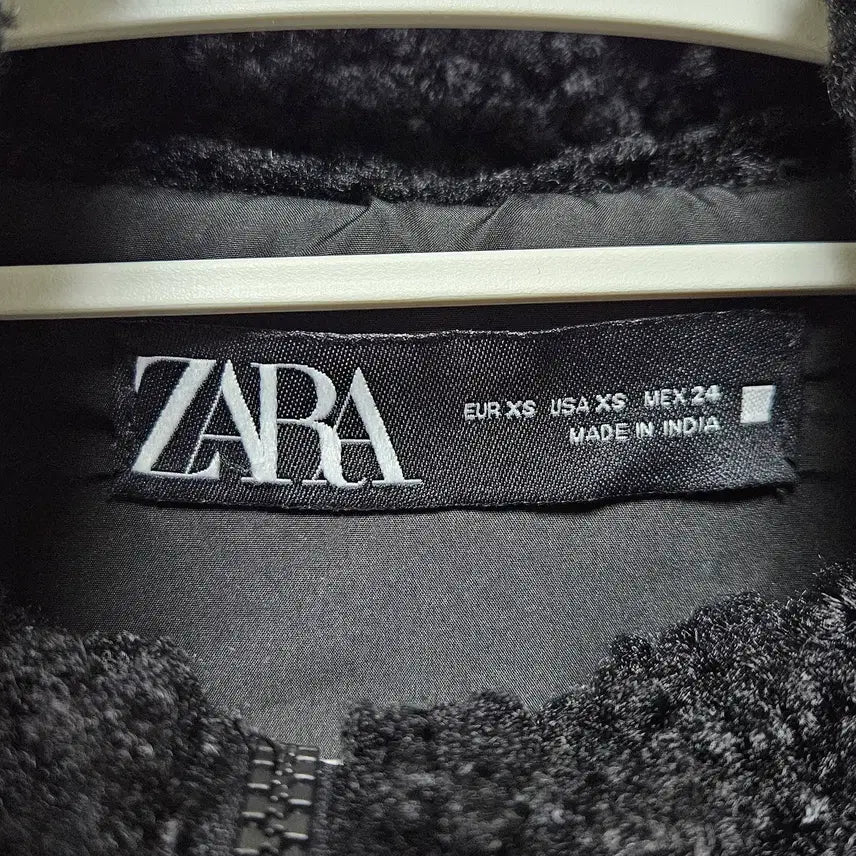 ZARA
EUR XS USA XS MEX 24
MADE IN INDIA